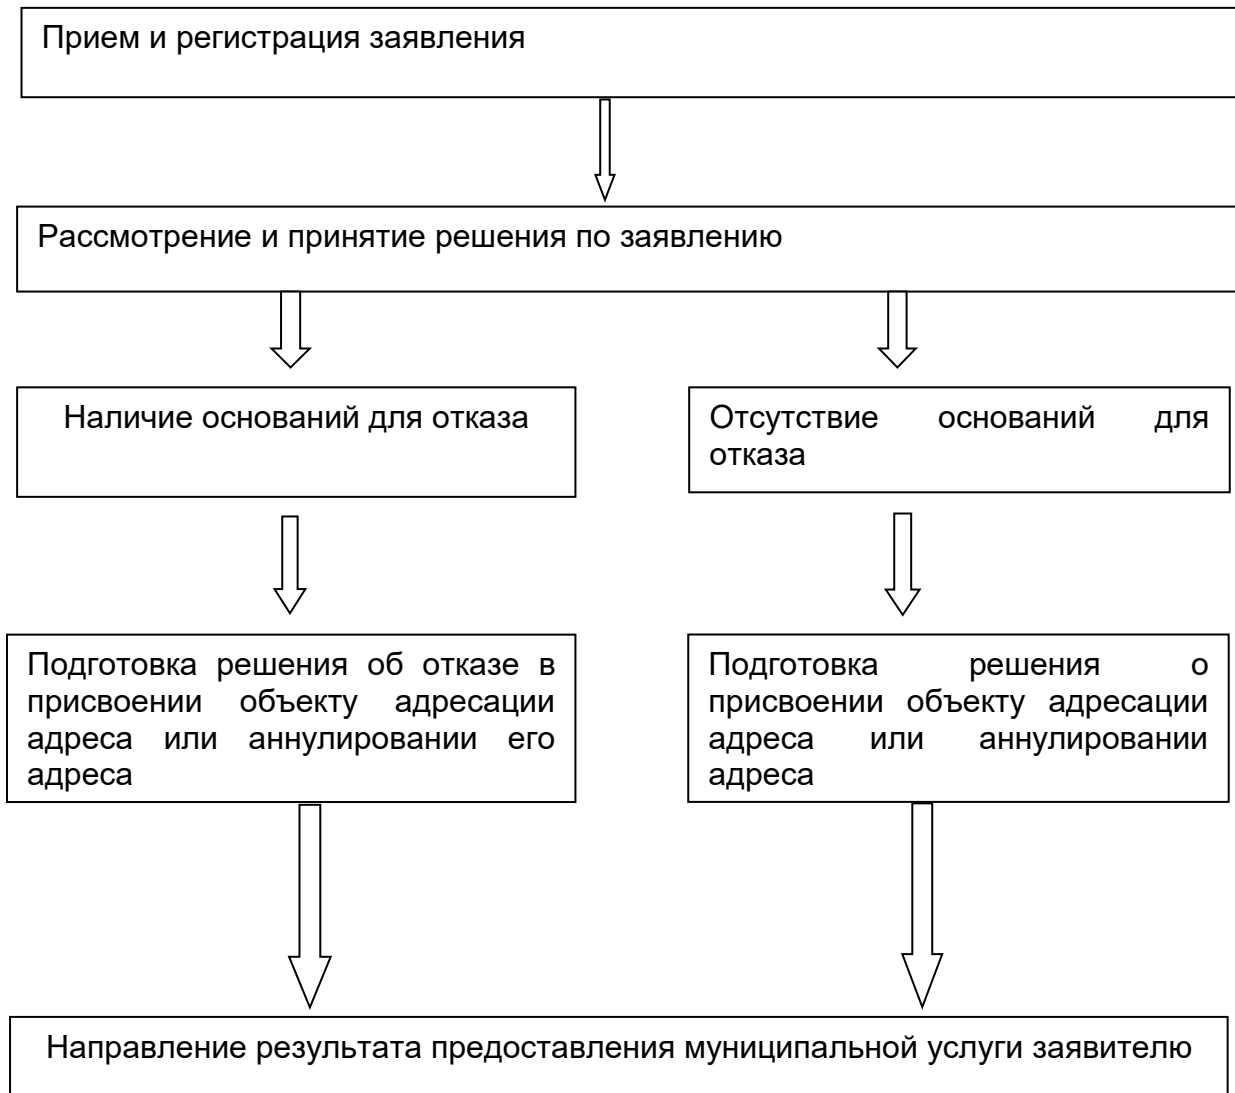 Прием и регистрация заявления
Рассмотрение и принятие решения по заявлению
Наличие оснований для отказа
Отсутствие оснований для
отказа
Подготовка решения об отказе в
присвоении объекту адресации
адреса или аннулировании его
адреса
Подготовка решения о
присвоении объекту адресации
адреса или аннулировании
адреса
Направление результата предоставления муниципальной услуги заявителю